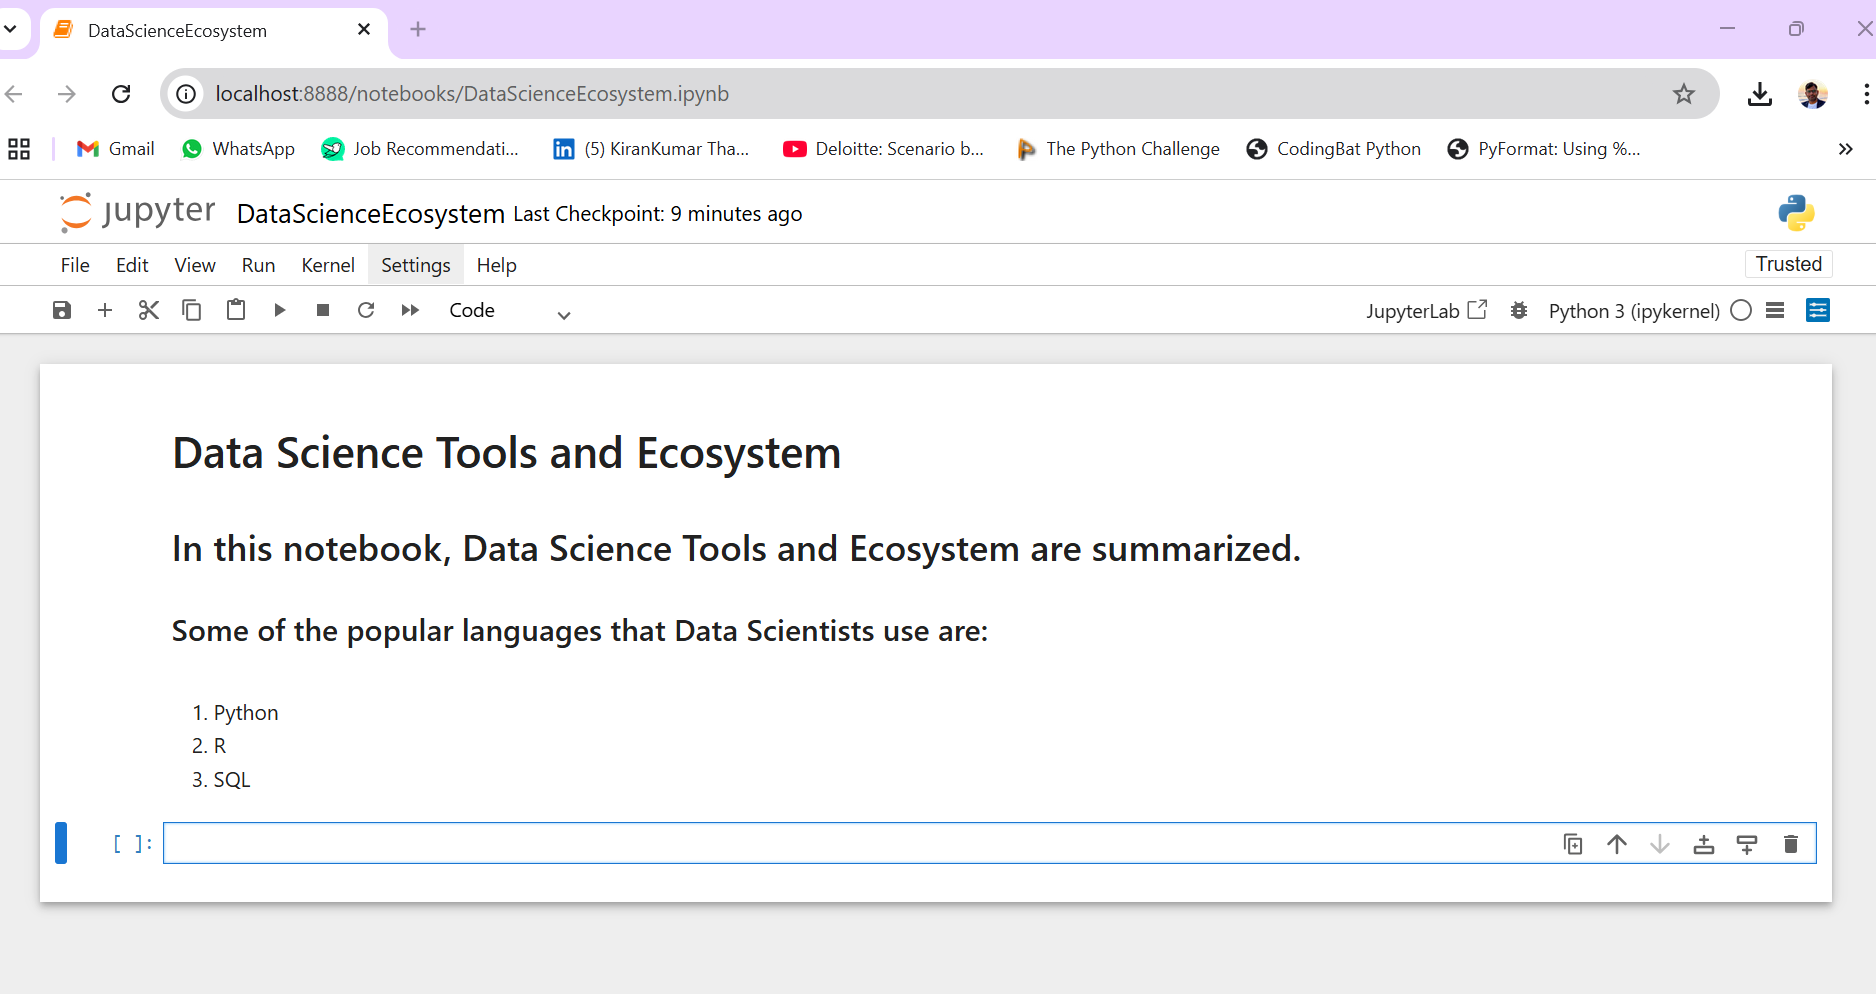 DataScienceEcosystem
localhost:8888/notebooks/DataScienceEcosystem.ipynb
Gmail WhatsApp Job Recommendati... (5) KiranKumar Tha... Deloitte: Scenario b... The Python Challenge CodingBat Python PyFormat: Using %...
jupyter DataScienceEcosystem Last Checkpoint: 9 minutes ago
File Edit View Run Kernel Settings Help Trusted
Code JupyterLab Python 3 (ipykernel)
Data Science Tools and Ecosystem
In this notebook, Data Science Tools and Ecosystem are summarized.
Some of the popular languages that Data Scientists use are:
1. Python
2. R
3. SQL
[ ]: